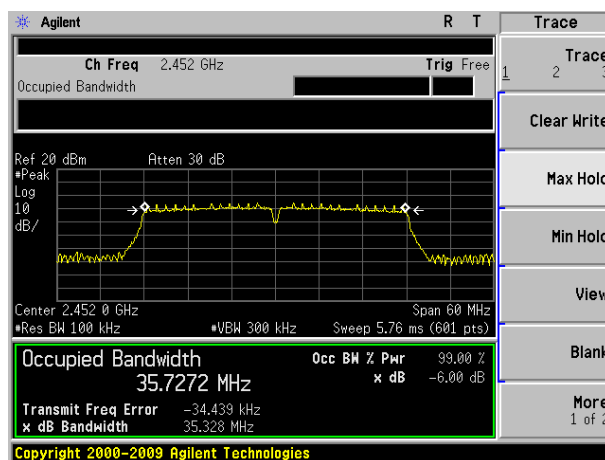 Agilent R T Trace
Ch Freq 2.452 GHz Trig Free
Occupied Bandwidth
Trace
1 2 3
Clear Write
Max Hold
Min Hold
View
Blank
More
1 of 2
Ref 20 dBm Atten 30 dB
#Peak
Log
10
dB/
Center 2.452 0 GHz Span 60 MHz
#Res BW 100 kHz #VBW 300 kHz Sweep 5.76 ms (601 pts)
Occupied Bandwidth Occ BW % Pwr 99.00 %
35.7272 MHz x dB -6.00 dB
Transmit Freq Error -34.439 kHz
x dB Bandwidth 35.328 MHz
Copyright 2000-2009 Agilent Technologies